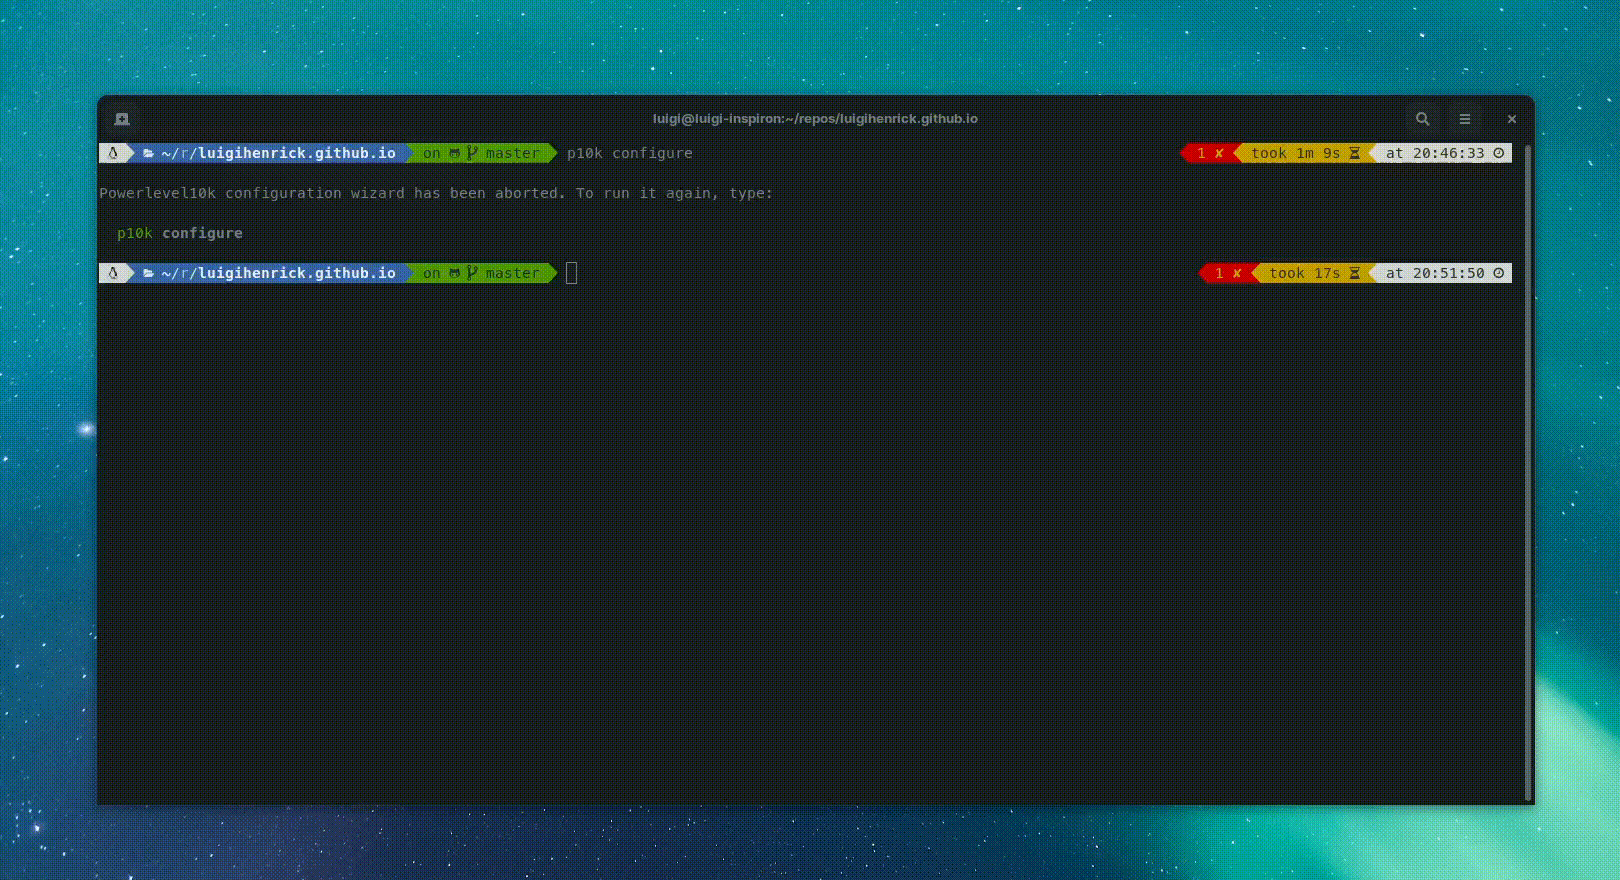 luigi@luigi-inspiron:~/repos/luigihenrick.github.io
~/r/luigihenrick.github.io on master p10k configure 1 ✘ took 1m 9s at 20:46:33
Powerlevel10k configuration wizard has been aborted. To run it again, type:
p10k configure
~/r/luigihenrick.github.io on master 1 ✘ took 17s at 20:51:50